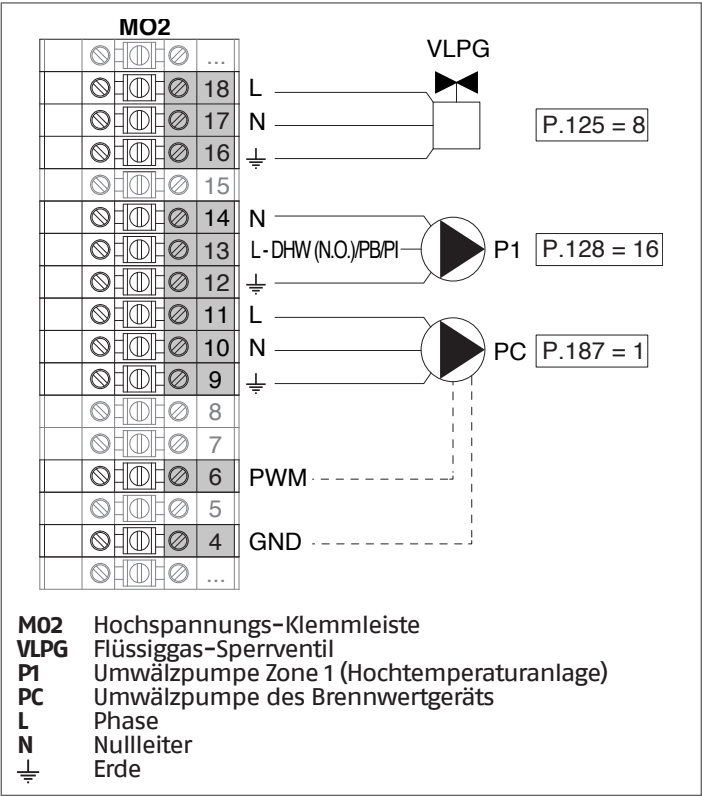 MO2
VLPG
...
18 L
17 N
P.125 = 8
16
15
14 N
13 L - DHW (N.O.)/PB/PI P1 P.128 = 16
12
11 L
10 N PC P.187 = 1
9
8
7
6 PWM
5
4 GND
...
M02 Hochspannungs-Klemmleiste
VLPG Flüssiggas-Sperrventil
P1 Umwälzpumpe Zone 1 (Hochtemperaturanlage)
PC Umwälzpumpe des Brennwertgeräts
L Phase
N Nullleiter
⏚ Erde